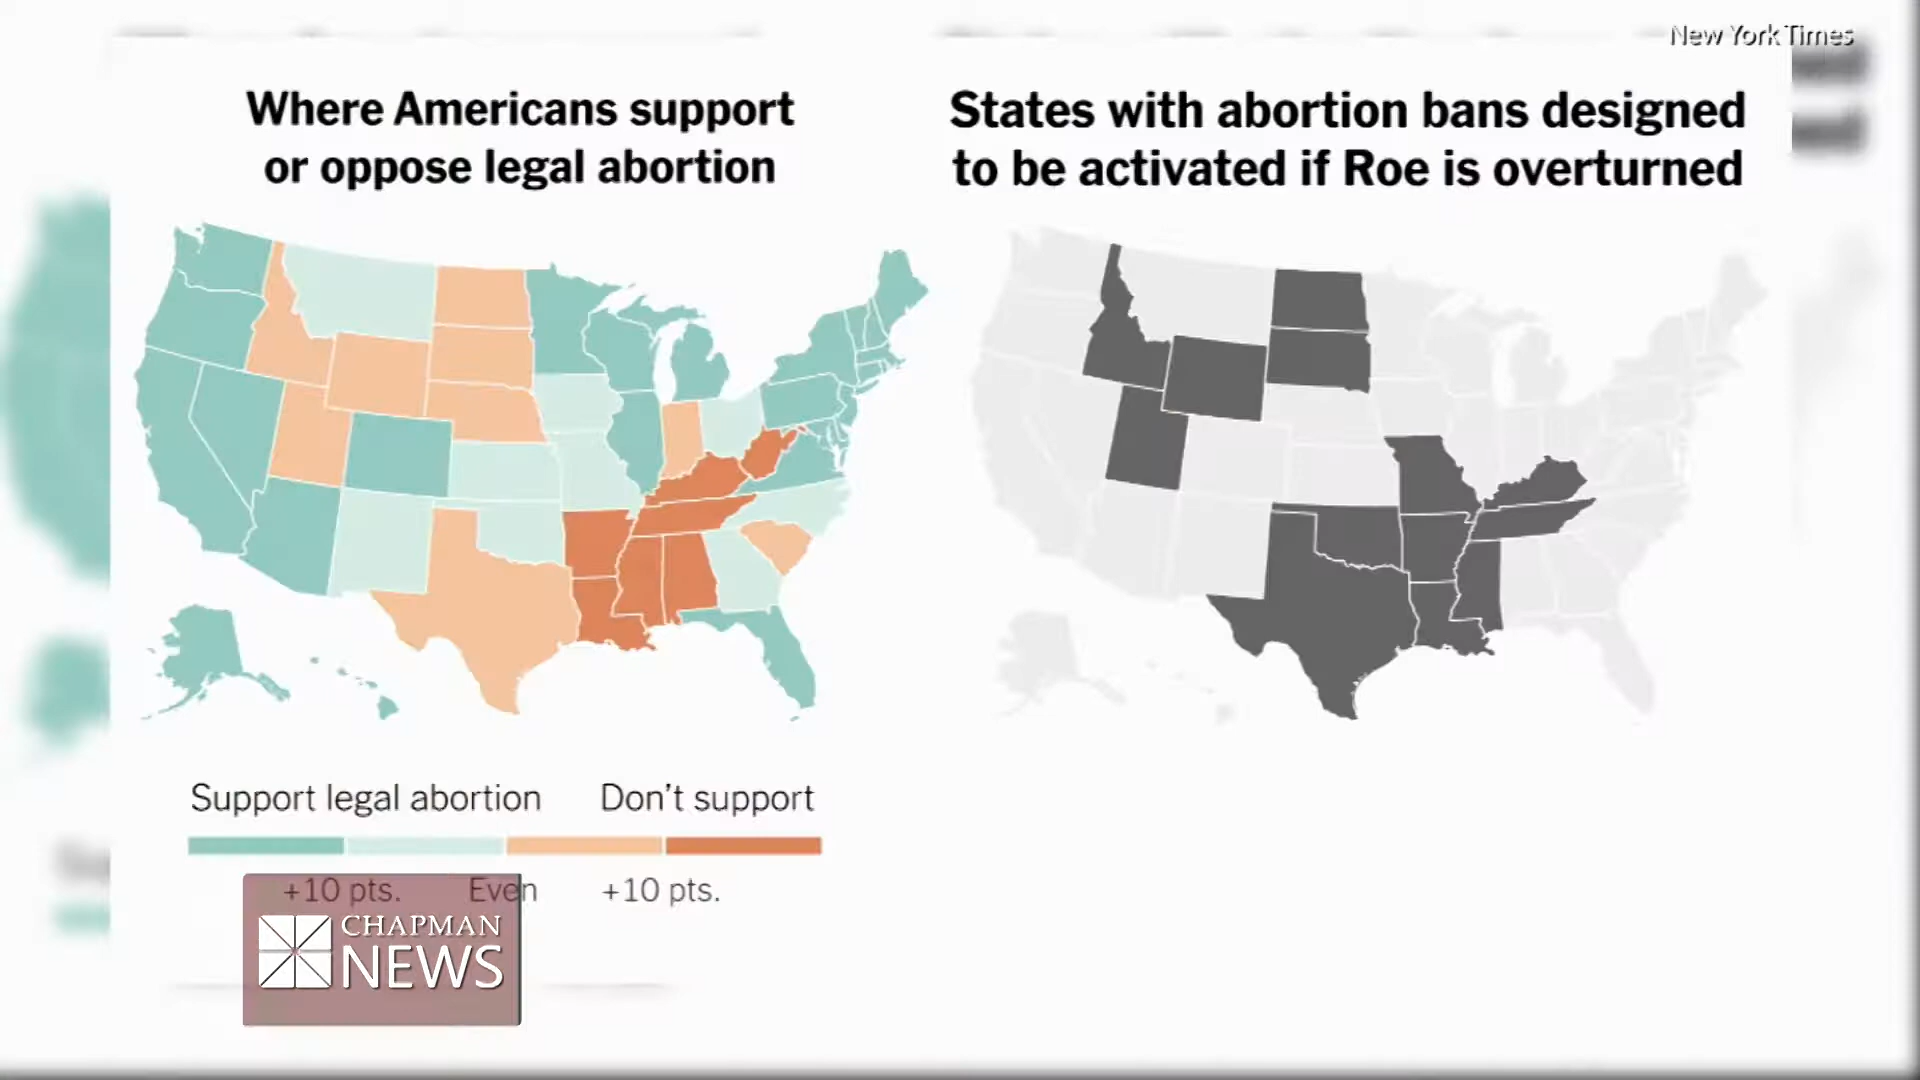 New York Times
Where Americans support
or oppose legal abortion
States with abortion bans designed
to be activated if Roe is overturned
Support legal abortion
Don't support
+10 pts.
Even
+10 pts.
CHAPMAN
NEWS